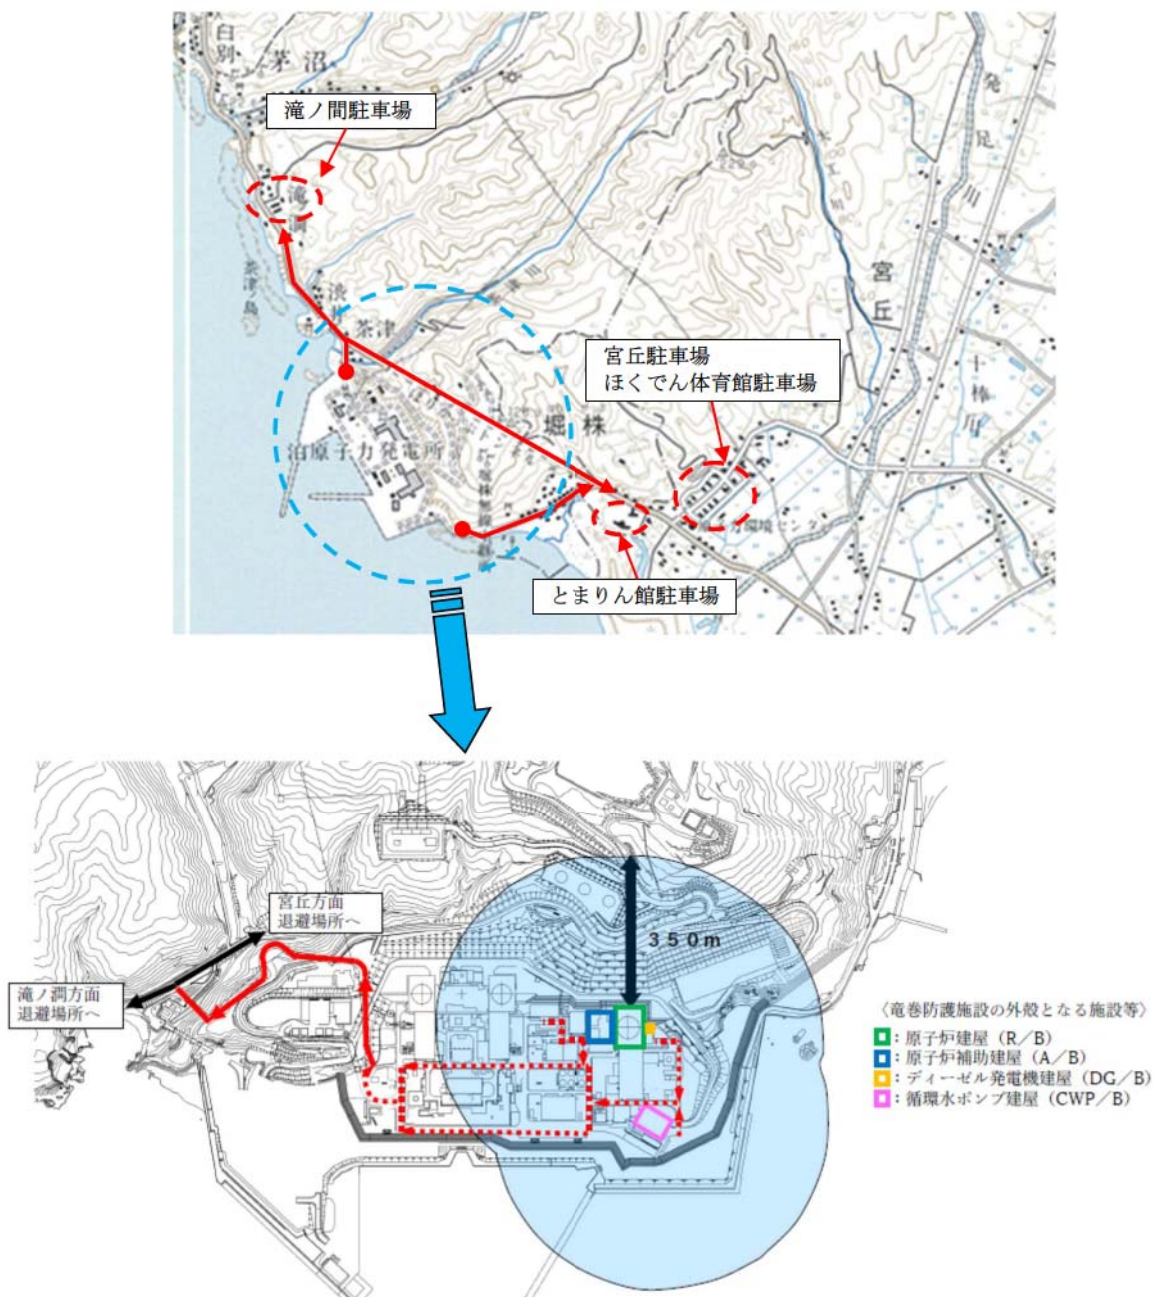 臼別
茅沼
滝ノ間駐車場
発足川
宮丘
茶津
宮丘駐車場
ほくでん体育館駐車場
堀株
泊原子力発電所
十棒川
とまりん館駐車場
350m
宮丘方面
退避場所へ
滝ノ澗方面
退避場所へ
〈竜巻防護施設の外殻となる施設等〉
:原子炉建屋(R/B)
:原子炉補助建屋(A/B)
:ディーゼル発電機建屋(DG/B)
:循環水ポンプ建屋(CWP/B)